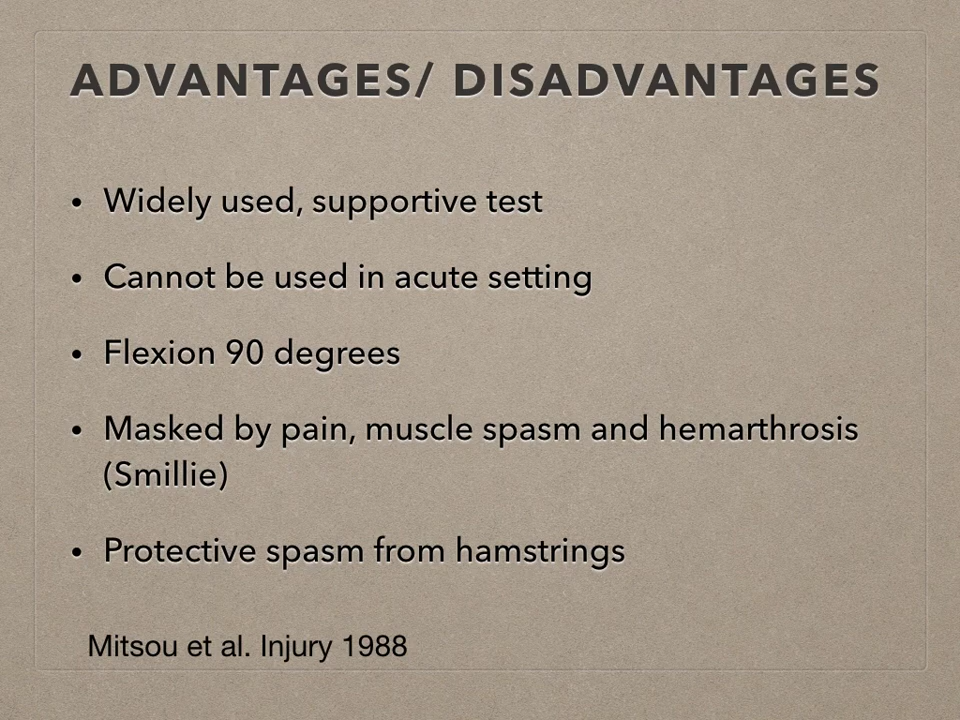 ADVANTAGES/ DISADVANTAGES
• Widely used, supportive test
• Cannot be used in acute setting
• Flexion 90 degrees
• Masked by pain, muscle spasm and hemarthrosis
(Smillie)
• Protective spasm from hamstrings
Mitsou et al. Injury 1988